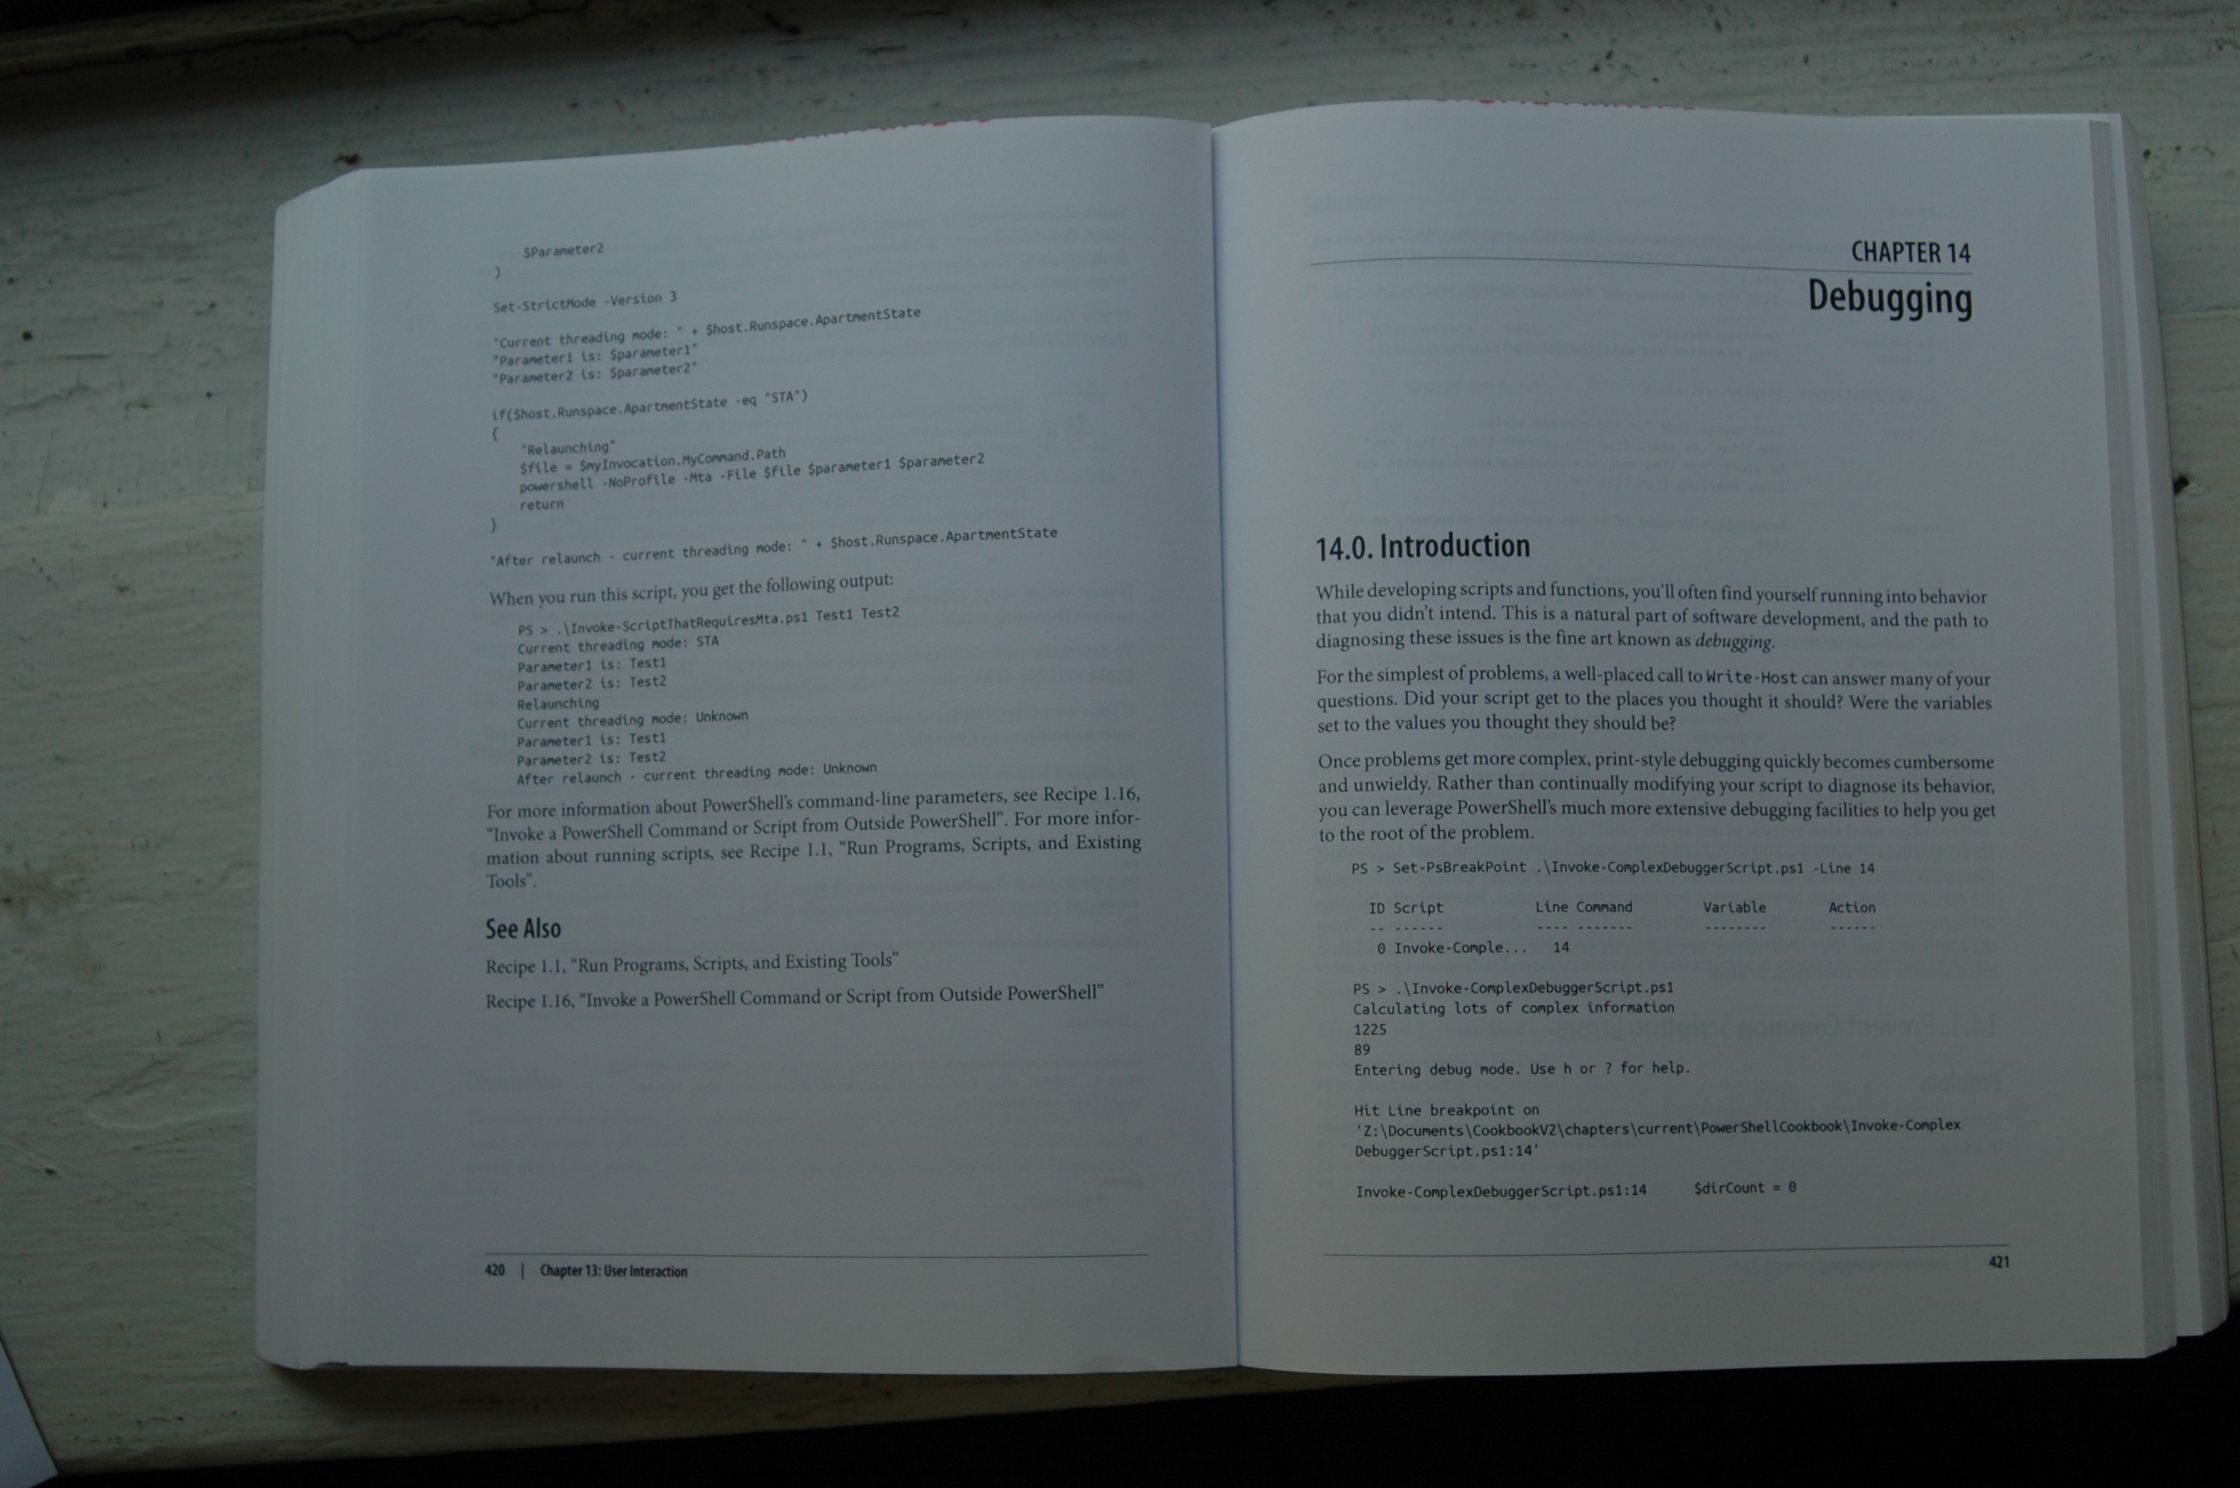 $Parameter2
)
Set-StrictMode -Version 3
"Current threading mode: " + $host.Runspace.ApartmentState
"Parameter1 is: $parameter1"
"Parameter2 is: $parameter2"
if($host.Runspace.ApartmentState -eq "STA")
{
"Relaunching"
$file = $myInvocation.MyCommand.Path
powershell -NoProfile -Mta -File $file $parameter1 $parameter2
return
}
"After relaunch - current threading mode: " + $host.Runspace.ApartmentState
When you run this script, you get the following output:
PS > .\Invoke-ScriptThatRequiresMta.ps1 Test1 Test2
Current threading mode: STA
Parameter1 is: Test1
Parameter2 is: Test2
Relaunching
Current threading mode: Unknown
Parameter1 is: Test1
Parameter2 is: Test2
After relaunch - current threading mode: Unknown
For more information about PowerShell’s command-line parameters, see Recipe 1.16,
“Invoke a PowerShell Command or Script from Outside PowerShell”. For more infor-
mation about running scripts, see Recipe 1.1, “Run Programs, Scripts, and Existing
Tools”.
See Also
Recipe 1.1, “Run Programs, Scripts, and Existing Tools”
Recipe 1.16, “Invoke a PowerShell Command or Script from Outside PowerShell”
420 | Chapter 13: User Interaction
CHAPTER 14
Debugging
14.0. Introduction
While developing scripts and functions, you’ll often find yourself running into behavior
that you didn’t intend. This is a natural part of software development, and the path to
diagnosing these issues is the fine art known as debugging.
For the simplest of problems, a well-placed call to Write-Host can answer many of your
questions. Did your script get to the places you thought it should? Were the variables
set to the values you thought they should be?
Once problems get more complex, print-style debugging quickly becomes cumbersome
and unwieldy. Rather than continually modifying your script to diagnose its behavior,
you can leverage PowerShell’s much more extensive debugging facilities to help you get
to the root of the problem.
PS > Set-PsBreakPoint .\Invoke-ComplexDebuggerScript.ps1 -Line 14
ID Script Line Command Variable Action
-- ------ ---- ------- -------- ------
0 Invoke-Comple... 14
PS > .\Invoke-ComplexDebuggerScript.ps1
Calculating lots of complex information
1225
89
Entering debug mode. Use h or ? for help.
Hit Line breakpoint on
'Z:\Documents\CookbookV2\chapters\current\PowerShellCookbook\Invoke-Complex
DebuggerScript.ps1:14'
Invoke-ComplexDebuggerScript.ps1:14 $dirCount = 0
421